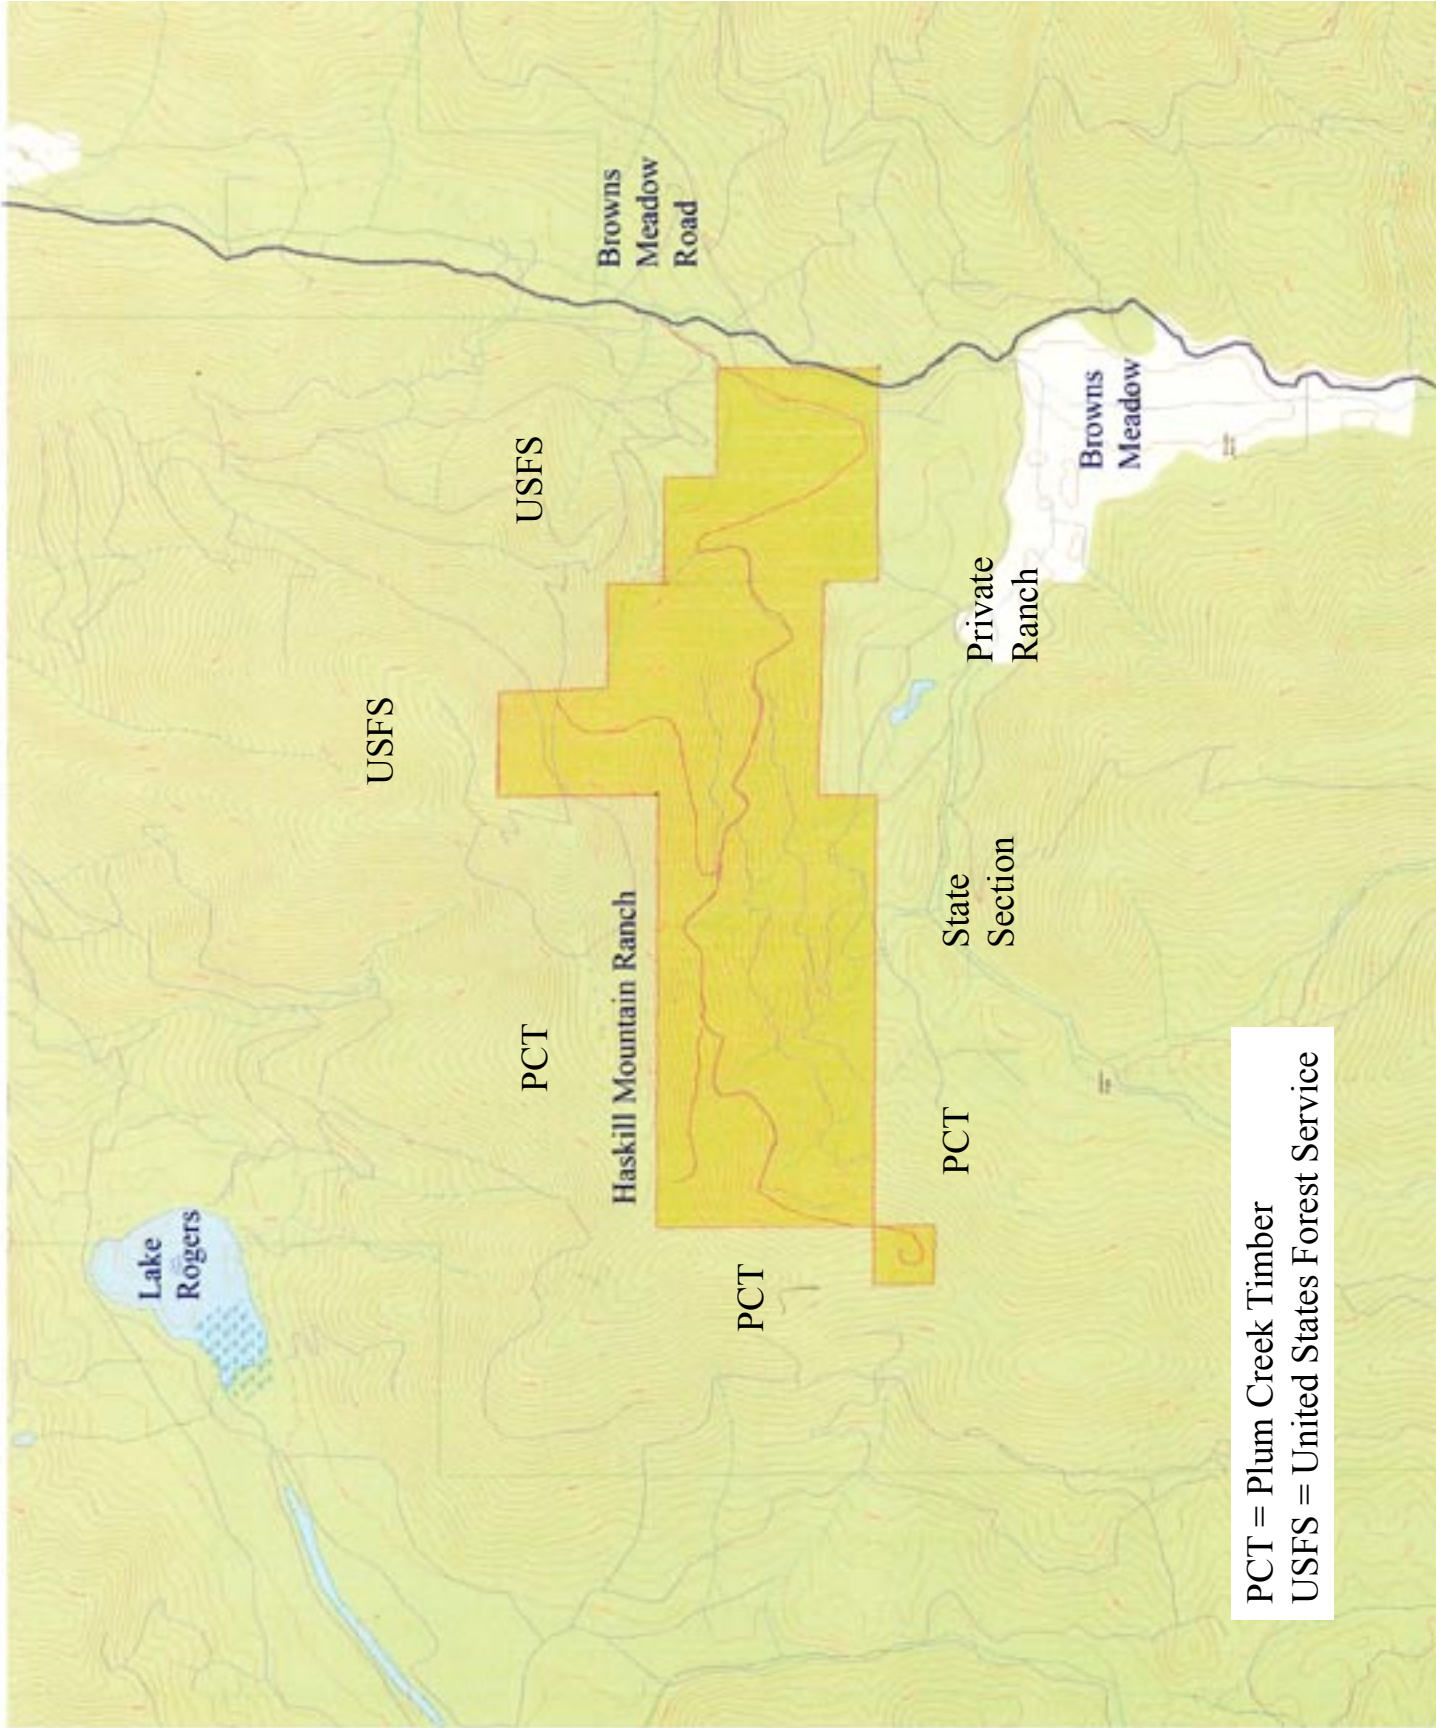 Lake
Rogers
USFS
USFS
PCT
Haskill Mountain Ranch
Browns
Meadow
Road
PCT
PCT
State
Section
Private
Ranch
Browns
Meadow
PCT = Plum Creek Timber
USFS = United States Forest Service